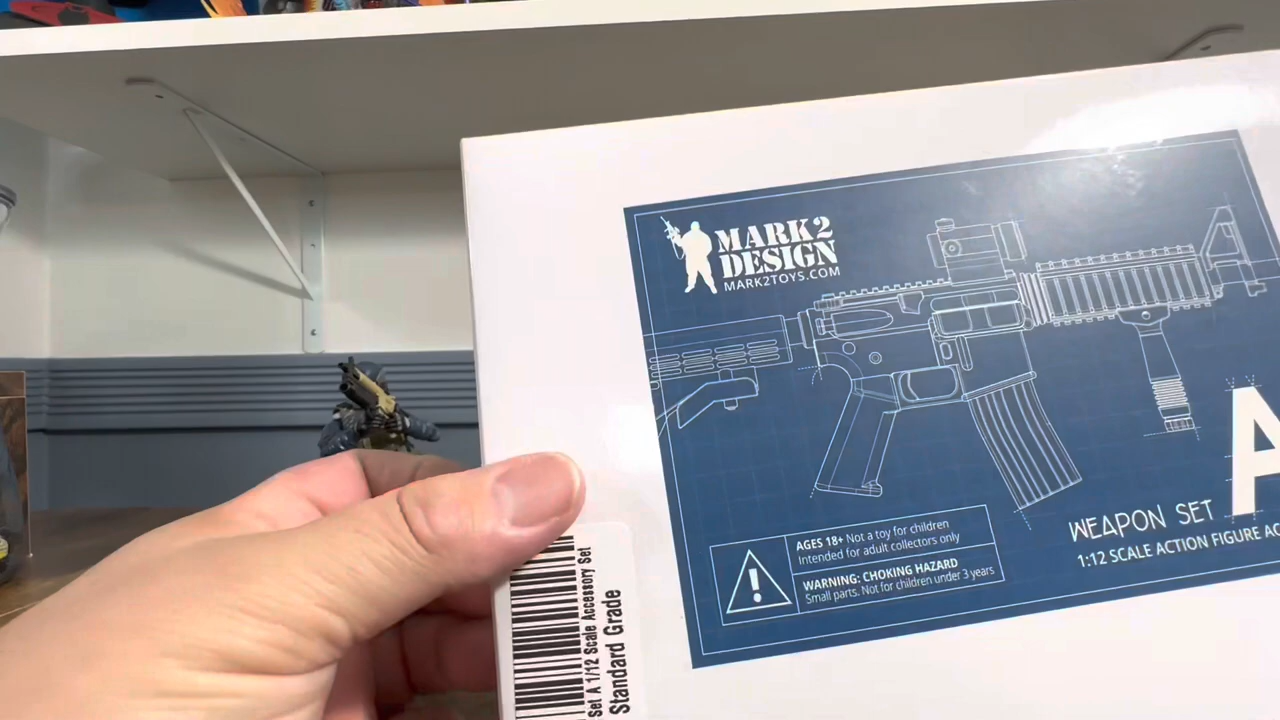 MARK2
DESIGN
MARK2TOYS.COM
AGES 18+ Not a toy for children
Intended for adult collectors only
WARNING: CHOKING HAZARD
Small parts. Not for children under 3 years
WEAPON SET A
1:12 SCALE ACTION FIGURE AC
Set A 1/12 Scale Accessory Set
Standard Grade